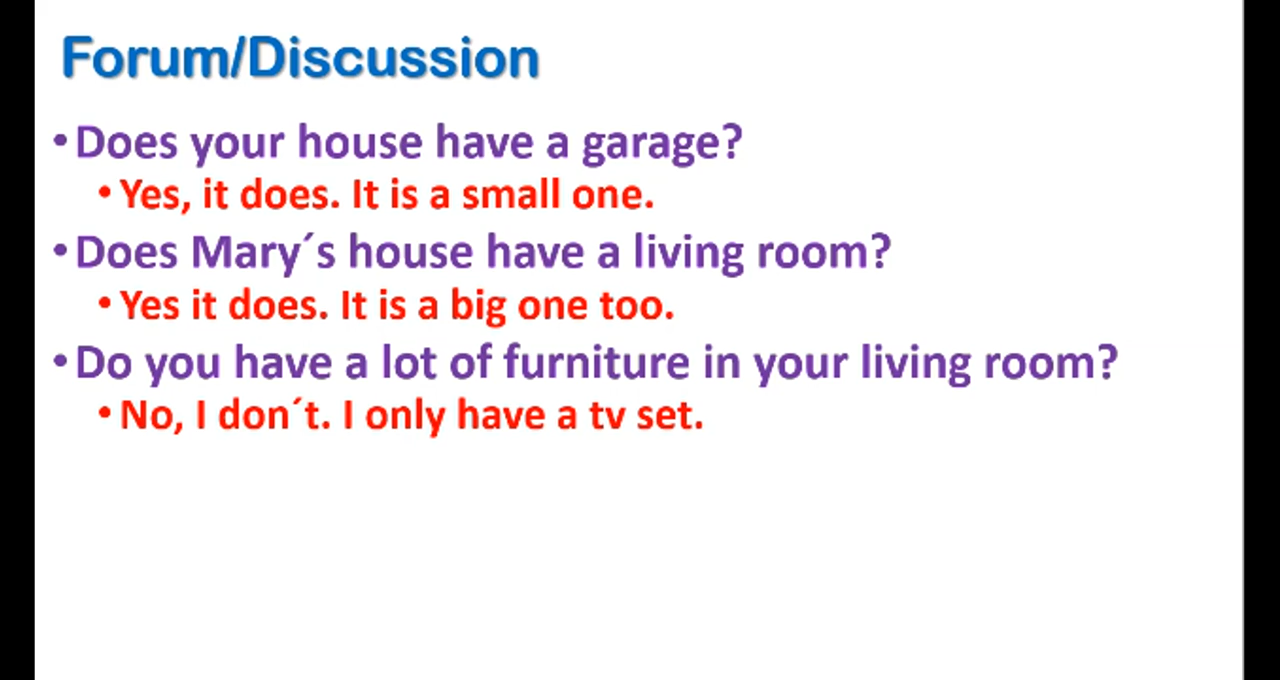 Forum/Discussion
•Does your house have a garage?
•Yes, it does. It is a small one.
•Does Mary´s house have a living room?
•Yes it does. It is a big one too.
•Do you have a lot of furniture in your living room?
•No, I don´t. I only have a tv set.